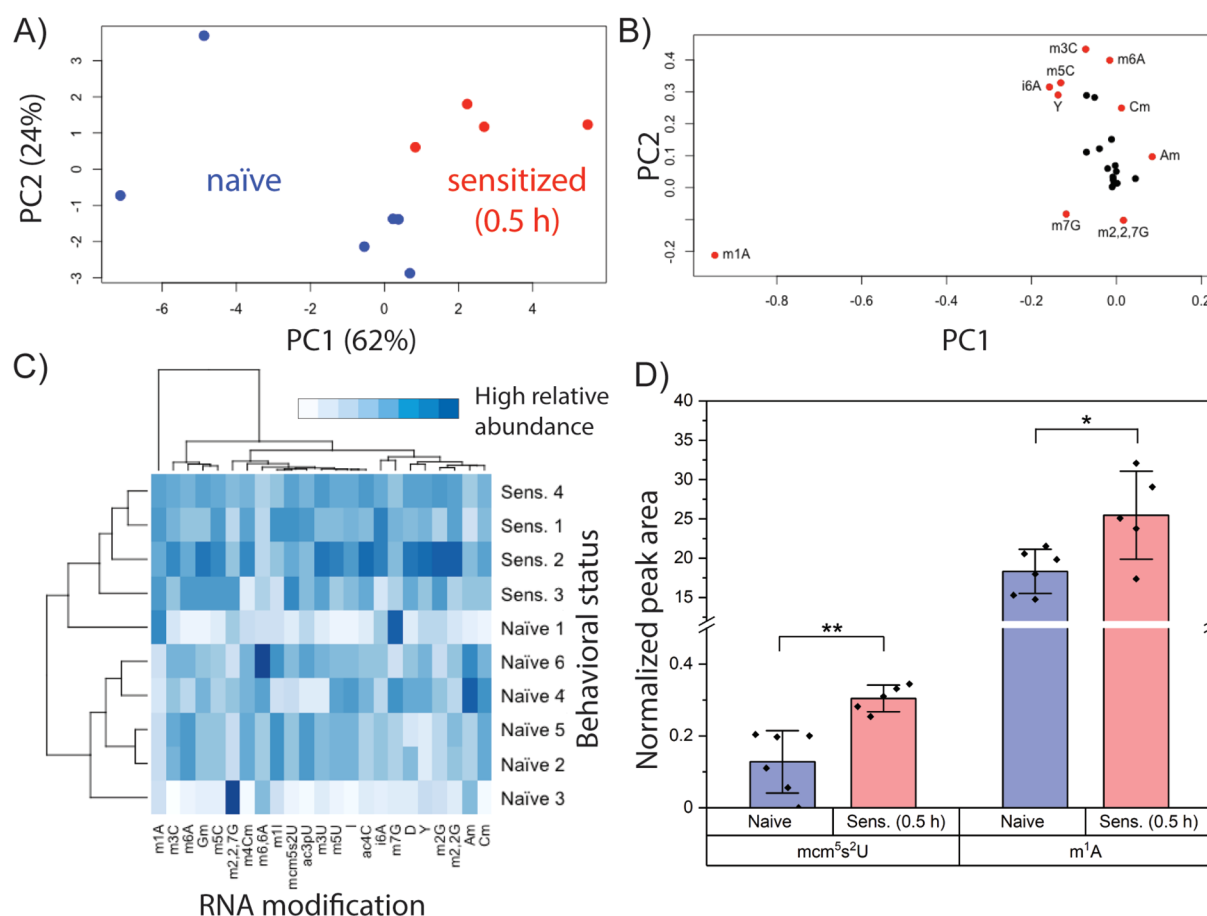 A)
PC2 (24%)
3
2
1
0
-1
-2
-3
naïve
sensitized
(0.5 h)
-6
-4
-2
0
2
4
PC1 (62%)
B)
PC2
0.4
0.3
0.2
0.1
0.0
-0.2
m3C
m6A
m5C
i6A
Y
Cm
Am
m7G
m2,2,7G
m1A
-0.8
-0.6
-0.4
-0.2
0.0
0.2
PC1
C)
High relative
abundance
Sens. 4
Sens. 1
Sens. 2
Sens. 3
Naïve 1
Naïve 6
Naïve 4
Naïve 5
Naïve 2
Naïve 3
Behavioral status
m1A
m3C
m6A
Gm
m5C
m2,2,7G
m4Cm
m6,6A
m1I
mcm5s2U
ac3pU
m3U
m5U
I
ac4C
i6A
m7G
D
Y
m2G
m2,2G
Am
Cm
RNA modification
D)
Normalized peak area
40
35
30
25
20
15
0.4
0.2
0
**
*
Naive
Sens. (0.5 h)
Naive
Sens. (0.5 h)
mcm⁵s²U
m¹A